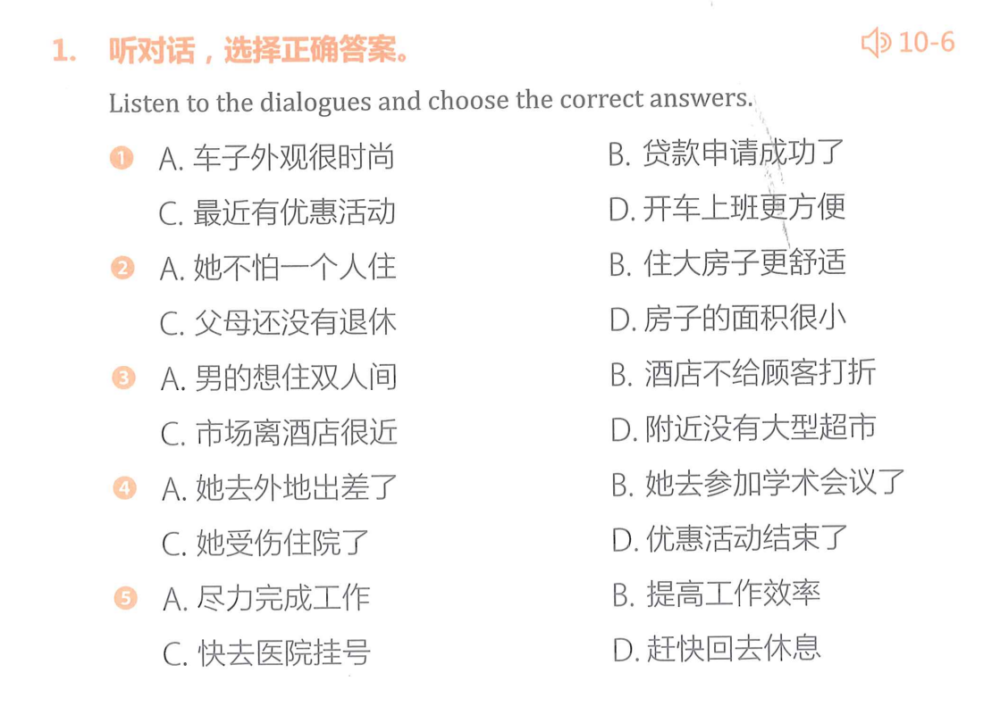 1. 听对话，选择正确答案。 10-6
Listen to the dialogues and choose the correct answers.
1 A. 车子外观很时尚 B. 贷款申请成功了
C. 最近有优惠活动 D. 开车上班更方便
2 A. 她不怕一个人住 B. 住大房子更舒适
C. 父母还没有退休 D. 房子的面积很小
3 A. 男的想住双人间 B. 酒店不给顾客打折
C. 市场离酒店很近 D. 附近没有大型超市
4 A. 她去外地出差了 B. 她去参加学术会议了
C. 她受伤住院了 D. 优惠活动结束了
5 A. 尽力完成工作 B. 提高工作效率
C. 快去医院挂号 D. 赶快回去休息